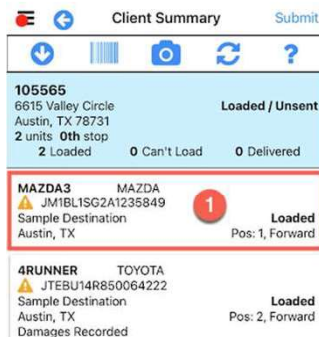 Client Summary Submit
?
105565
6615 Valley Circle Loaded / Unsent
Austin, TX 78731
2 units 0th stop
2 Loaded 0 Can't Load 0 Delivered
MAZDA3 MAZDA
JM1BL1SG2A1235849
1
Sample Destination Loaded
Austin, TX Pos: 1, Forward
4RUNNER TOYOTA
JTEBU14R850064222
Sample Destination Loaded
Austin, TX Pos: 2, Forward
Damages Recorded